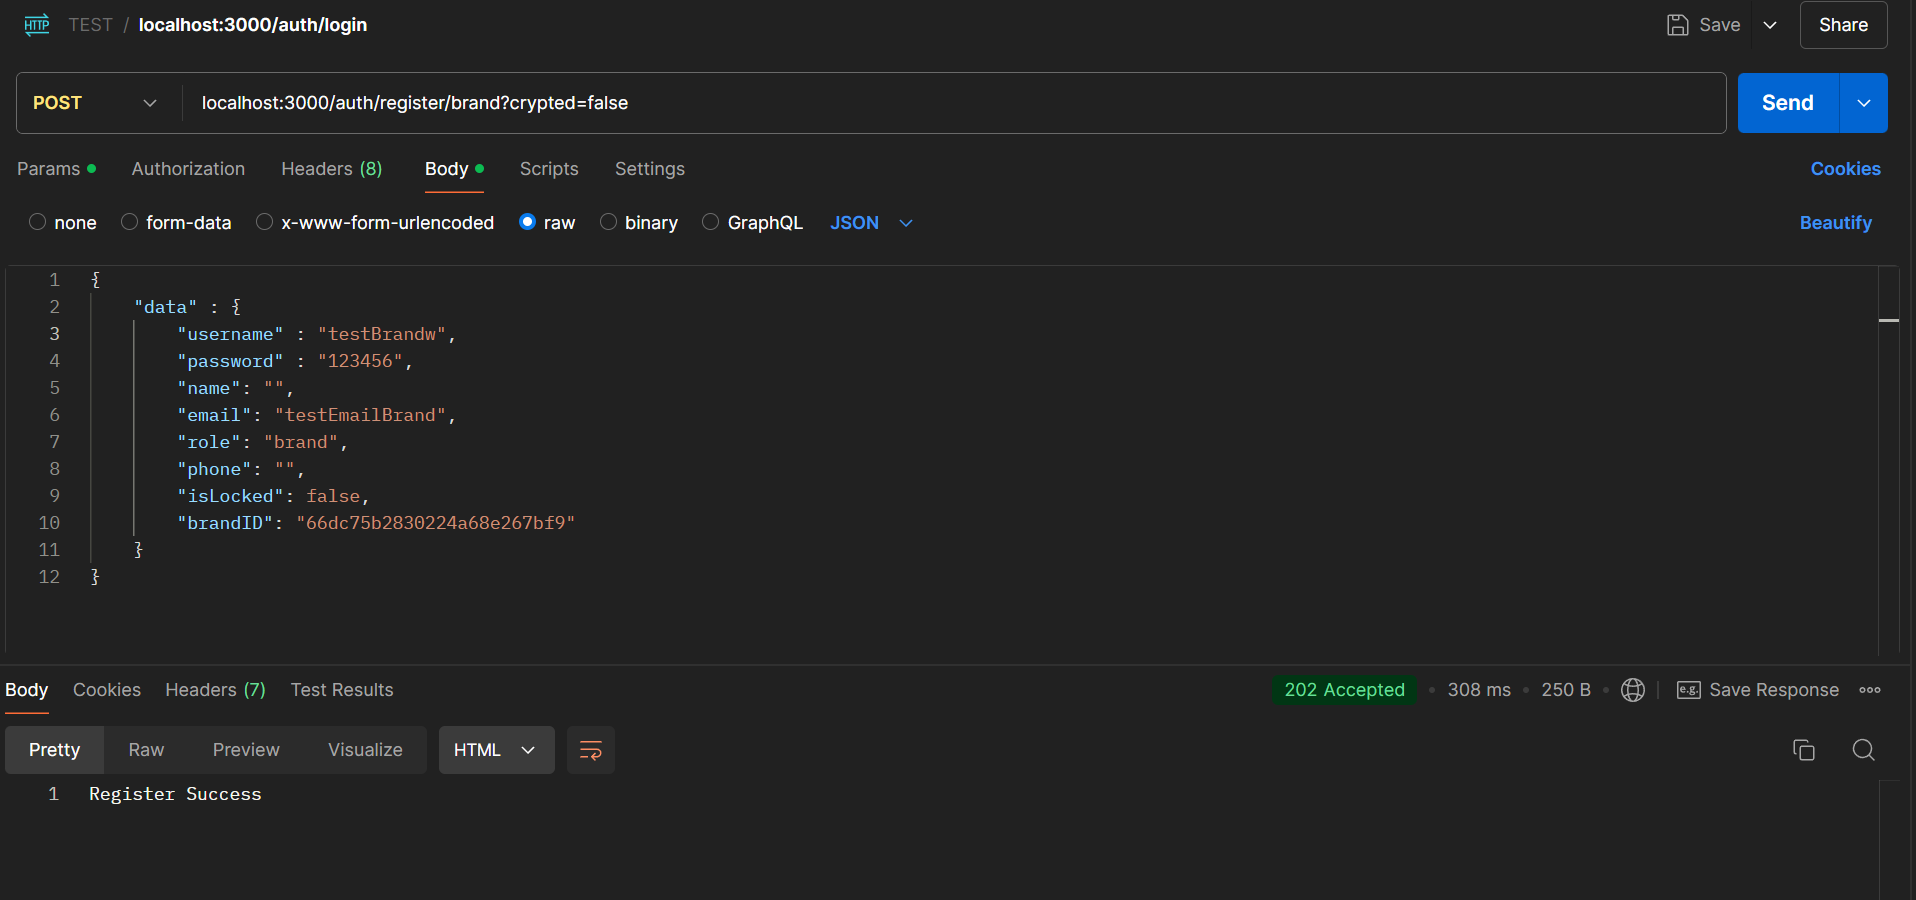 HTTP TEST / localhost:3000/auth/login Save Share
POST localhost:3000/auth/register/brand?crypted=false Send
Params Authorization Headers (8) Body Scripts Settings Cookies
none form-data x-www-form-urlencoded raw binary GraphQL JSON Beautify
1 {
2 "data" : {
3 "username" : "testBrandw",
4 "password" : "123456",
5 "name": "",
6 "email": "testEmailBrand",
7 "role": "brand",
8 "phone": "",
9 "isLocked": false,
10 "brandID": "66dc75b2830224a68e267bf9"
11 }
12 }
Body Cookies Headers (7) Test Results 202 Accepted • 308 ms • 250 B • e.g. Save Response
Pretty Raw Preview Visualize HTML
1 Register Success